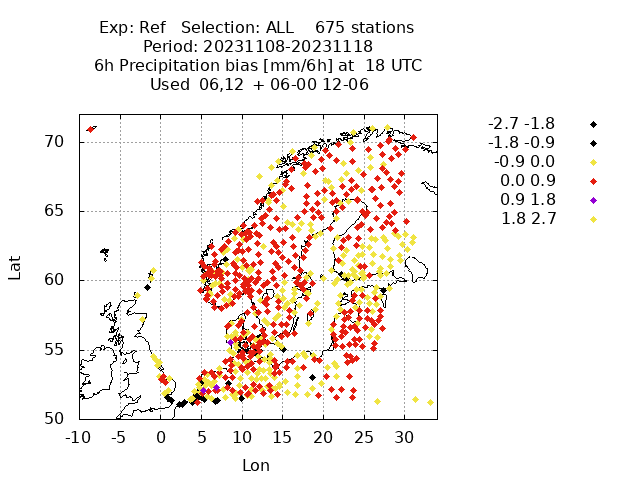 Exp: Ref   Selection: ALL    675 stations
Period: 20231108-20231118
6h Precipitation bias [mm/6h] at  18 UTC
Used 06,12  + 06-00 12-06
-2.7 -1.8
-1.8 -0.9
-0.9 0.0
0.0 0.9
0.9 1.8
1.8 2.7
70
65
60
55
50
Lat
-10 -5 0 5 10 15 20 25 30
Lon